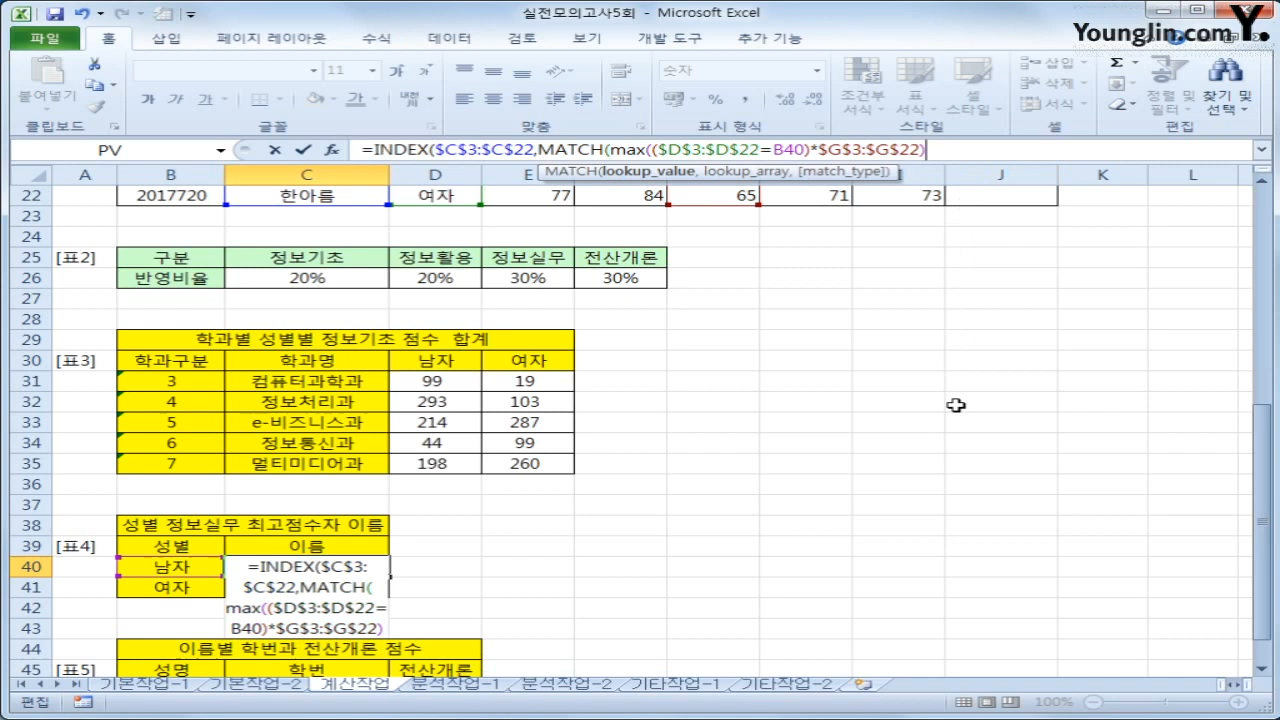 실전모의고사5회 - Microsoft Excel
YoungJin.com Y.
파일 홈 삽입 페이지 레이아웃 수식 데이터 검토 보기 개발 도구 추가 기능
붙여넣기 11 가 가 숫자 조건부 서식 표 서식 셀 스타일 삽입 삭제 서식 정렬 및 필터 찾기 및 선택
클립보드 글꼴 맞춤 표시 형식 스타일 셀 편집
PV =INDEX($C$3:$C$22,MATCH(max(($D$3:$D$22=B40)*$G$3:$G$22)
MATCH(lookup_value, lookup_array, [match_type])
A B C D E J K L
22 2017720 한아름 여자 77 84 65 71 73
23
24
25 [표2] 구분 정보기초 정보활용 정보실무 전산개론
26 반영비율 20% 20% 30% 30%
27
28
29 학과별 성별별 정보기초 점수 합계
30 [표3] 학과구분 학과명 남자 여자
31 3 컴퓨터과학과 99 19
32 4 정보처리과 293 103
33 5 e-비즈니스과 214 287
34 6 정보통신과 44 99
35 7 멀티미디어과 198 260
36
37
38 성별 정보실무 최고점수자 이름
39 [표4] 성별 이름
40 남자 =INDEX($C$3:
41 여자 $C$22,MATCH(
42 max(($D$3:$D$22=
43 B40)*$G$3:$G$22)
44 이름별 학번과 전산개론 점수
45 [표5] 성명 학번 전산개론
기본작업-1 기본작업-2 계산작업 분석작업-1 분석작업-2 기타작업-1 기타작업-2
편집 100%